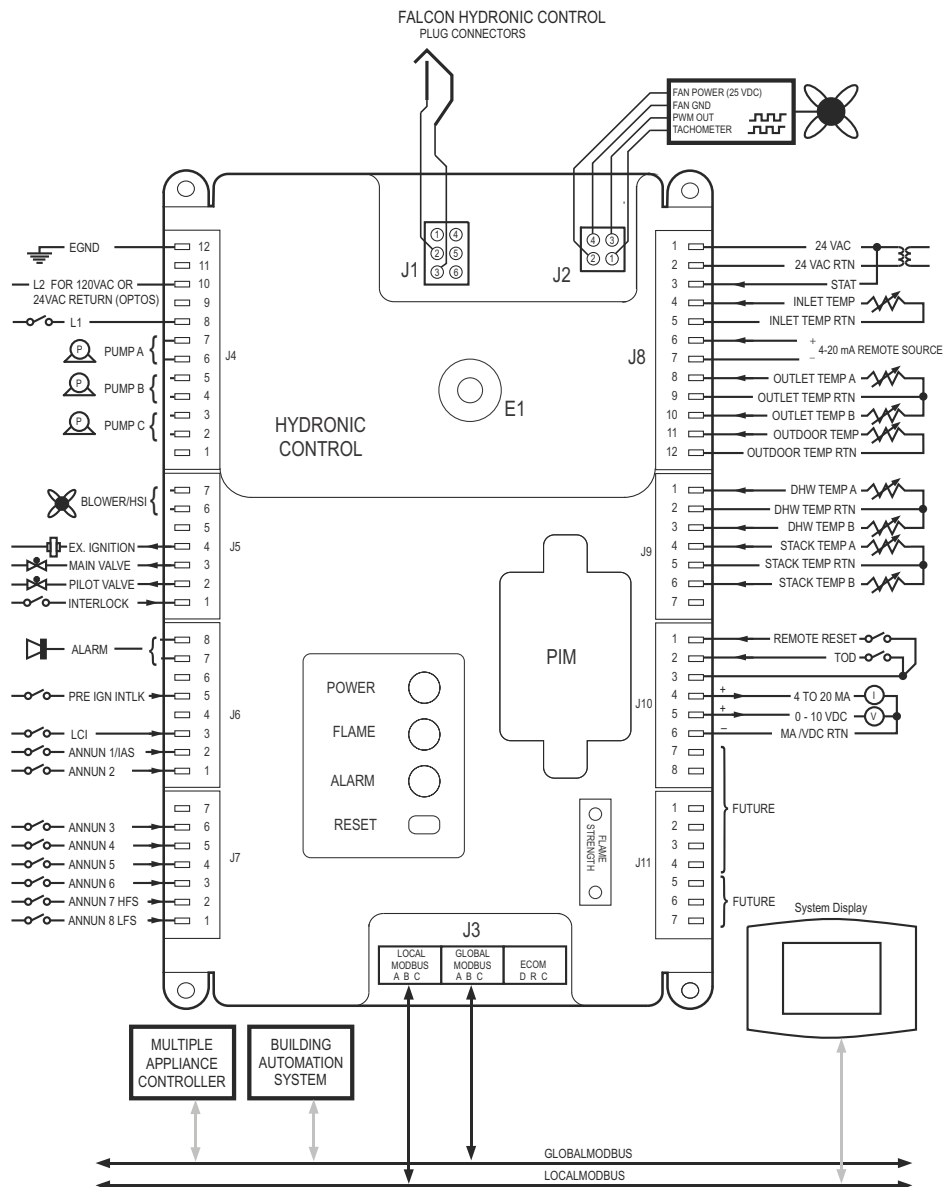 FALCON HYDRONIC CONTROL
PLUG CONNECTORS
FAN POWER (25 VDC)
FAN GND
PWM OUT
TACHOMETER
J1
1 4
2 5
3 6
J2
4 3
2 1
EGND 12
11
L2 FOR 120VAC OR 10
24VAC RETURN (OPTOS) 9
L1 8
P PUMP A 7
6
P PUMP B 5
4
P PUMP C 3
2
1
J4
BLOWER/HSI 7
6
5
EX. IGNITION 4
MAIN VALVE 3
PILOT VALVE 2
INTERLOCK 1
J5
ALARM 8
7
6
PRE IGN INTLK 5
4
LCI 3
ANNUN 1/IAS 2
ANNUN 2 1
J6
7
ANNUN 3 6
ANNUN 4 5
ANNUN 5 4
ANNUN 6 3
ANNUN 7 HFS 2
ANNUN 8 LFS 1
J7
HYDRONIC
CONTROL
E1
PIM
POWER
FLAME
ALARM
RESET
FLAME
STRENGTH
J8
1 24 VAC
2 24 VAC RTN
3 STAT
4 INLET TEMP
5 INLET TEMP RTN
6 +
4-20 mA REMOTE SOURCE
7 –
8 OUTLET TEMP A
9 OUTLET TEMP RTN
10 OUTLET TEMP B
11 OUTDOOR TEMP
12 OUTDOOR TEMP RTN
J9
1 DHW TEMP A
2 DHW TEMP RTN
3 DHW TEMP B
4 STACK TEMP A
5 STACK TEMP RTN
6 STACK TEMP B
7
J10
1 REMOTE RESET
2 TOD
3
4 + 4 TO 20 MA I
5 + 0 - 10 VDC V
6 – MA /VDC RTN
7
8
FUTURE
J11
1
2
3
4
5
6
7
FUTURE
System Display
J3
LOCAL
MODBUS
A B C
GLOBAL
MODBUS
A B C
ECOM
D R C
MULTIPLE
APPLIANCE
CONTROLLER
BUILDING
AUTOMATION
SYSTEM
GLOBALMODBUS
LOCALMODBUS